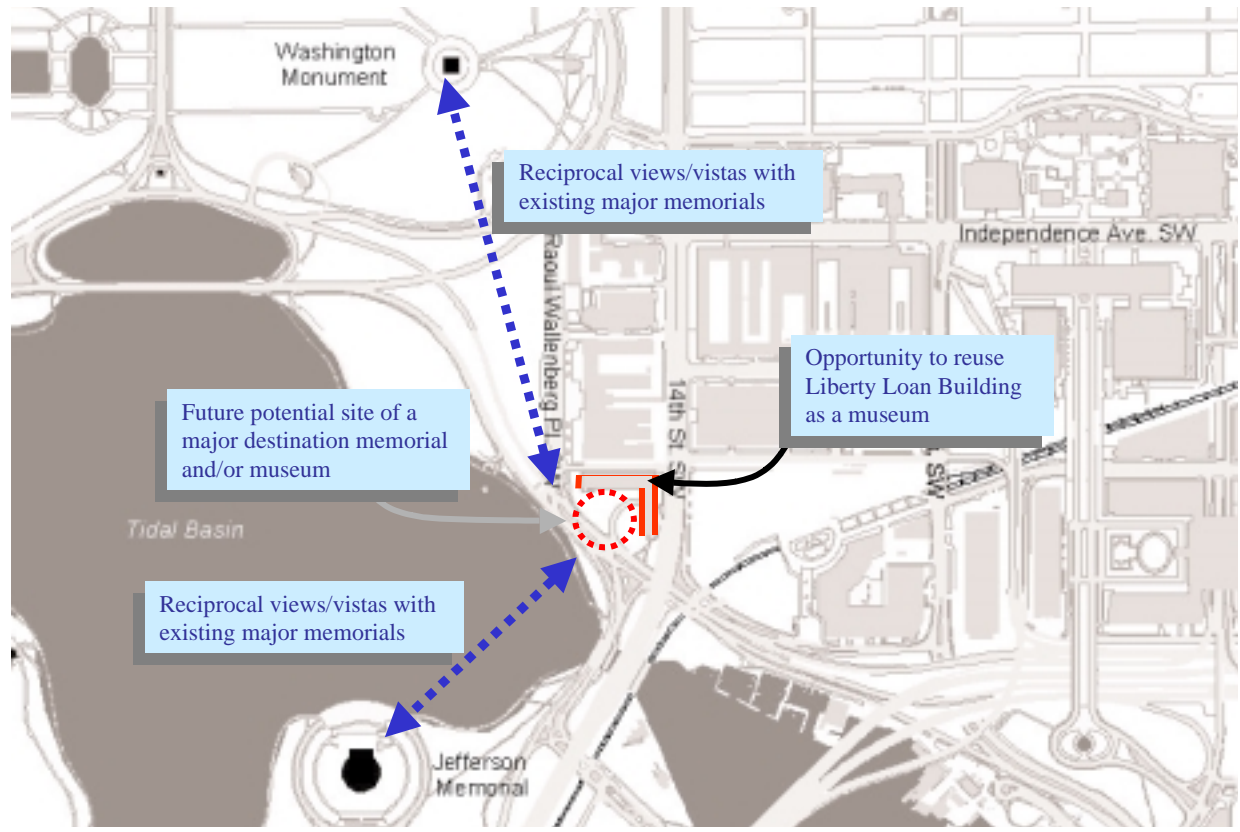 Washington
Monument
Reciprocal views/vistas with
existing major memorials
Independence Ave. SW
Raoul Wallenberg Pl
Opportunity to reuse
Liberty Loan Building
as a museum
14th St. SW
Future potential site of a
major destination memorial
and/or museum
SW
Tidal Basin
Reciprocal views/vistas with
existing major memorials
Jefferson
Memorial